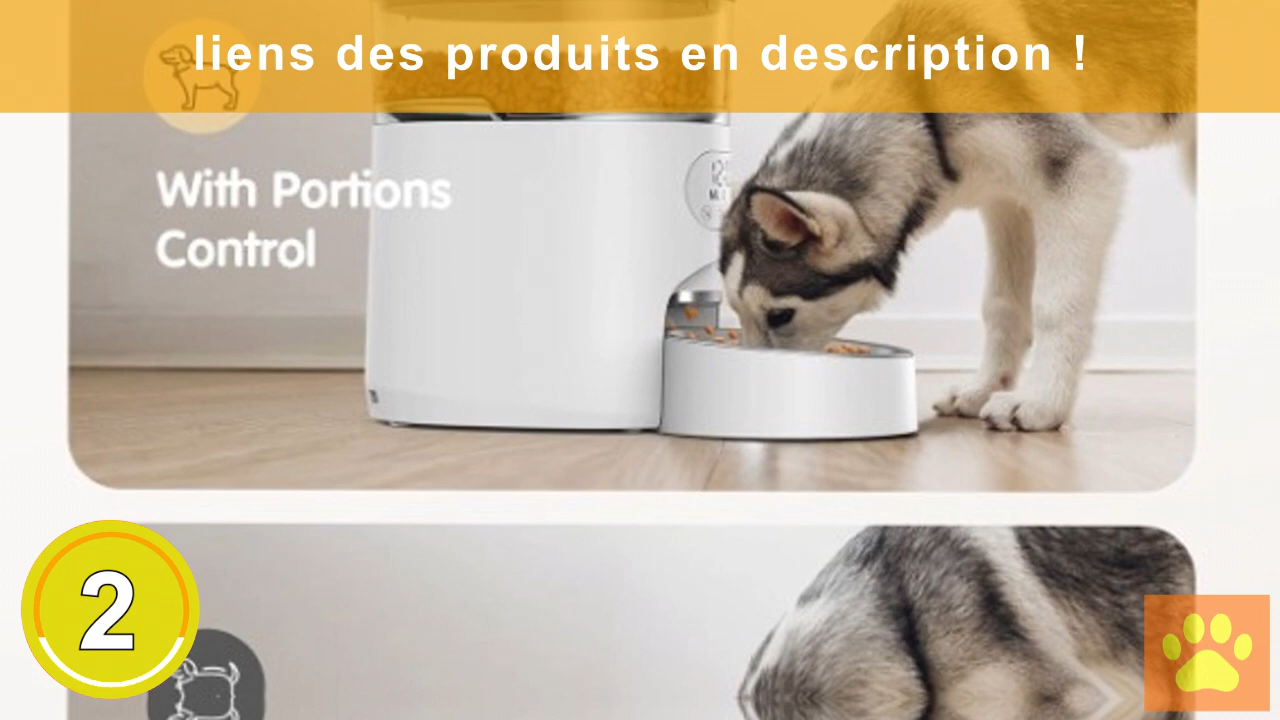 liens des produits en description !
With Portions
Control
2